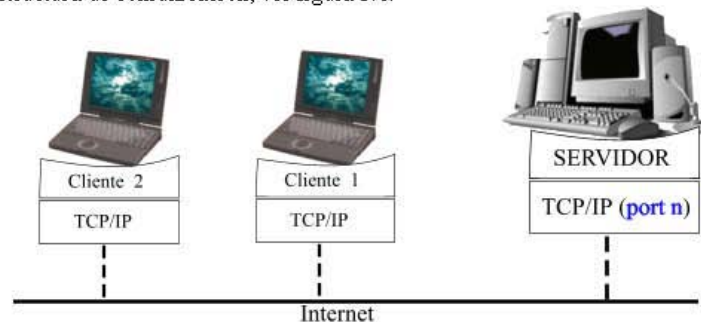 SERVIDOR
Cliente 2
Cliente 1
TCP/IP
TCP/IP
TCP/IP (port n)
Internet